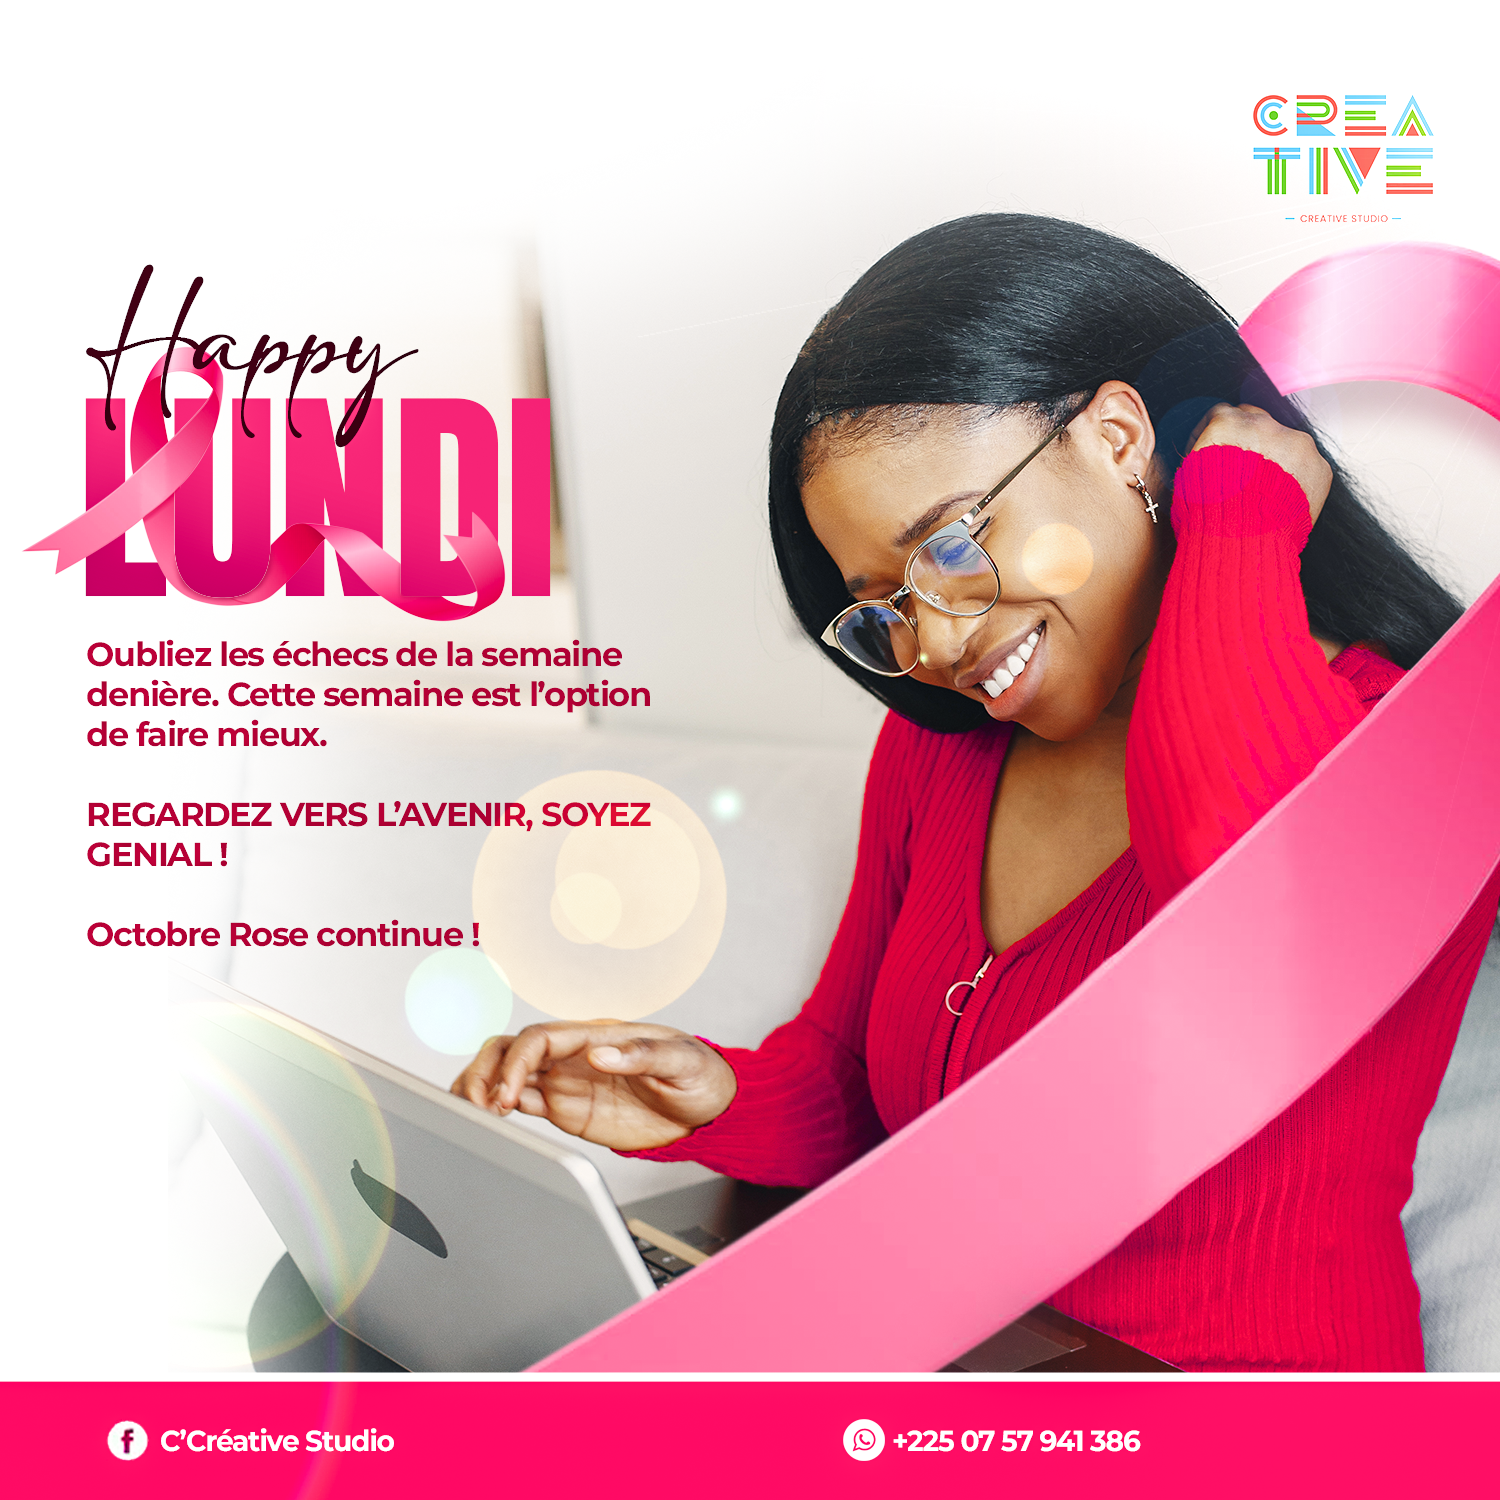 CREA
TIVE
CREATIVE STUDIO
Happy
LUNDI
Oubliez les échecs de la semaine
denière. Cette semaine est l’option
de faire mieux.
REGARDEZ VERS L’AVENIR, SOYEZ
GENIAL !
Octobre Rose continue !
C’Créative Studio
+225 07 57 941 386